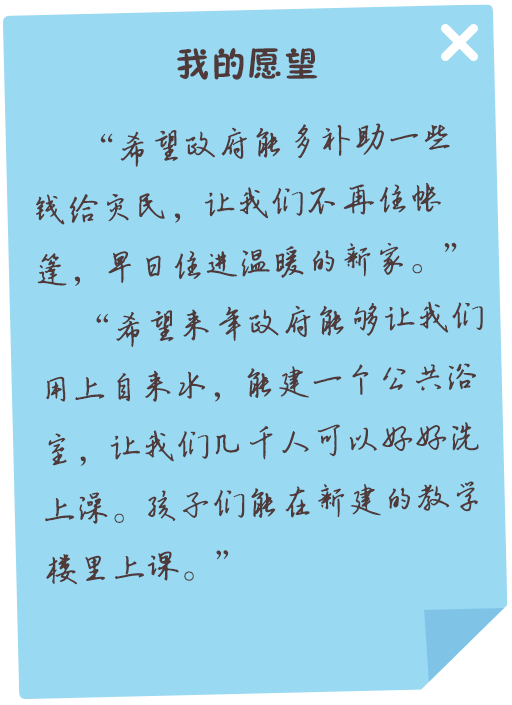 我的愿望
“希望政府能多补助一些
钱给灾民，让我们不再住帐
篷，早日住进温暖的新家。”
“希望来年政府能够让我们
用上自来水，能建一个公共浴
室，让我们几千人可以好好洗
上澡。孩子们能在新建的教学
楼里上课。”